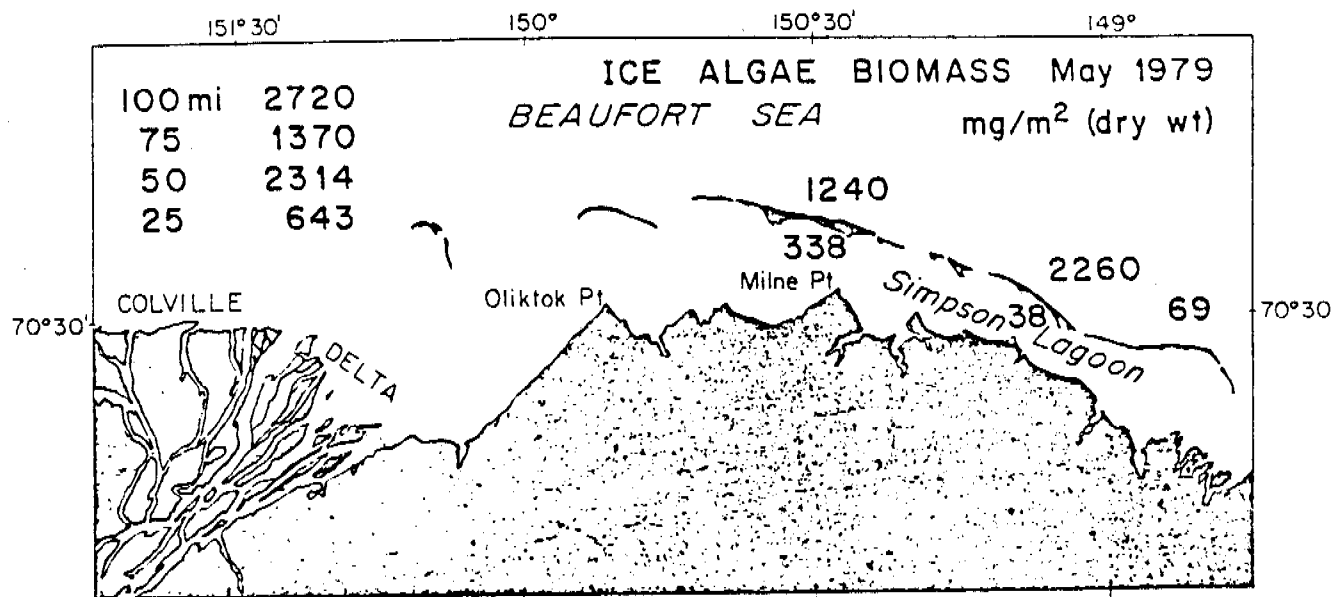 151°30' 150° 150°30' 149°
ICE ALGAE BIOMASS May 1979
BEAUFORT SEA mg/m² (dry wt)
100 mi 2720
75 1370
50 2314
25 643
1240
338
2260
Milne Pt
Oliktok Pt
Simpson Lagoon
38
69
COLVILLE DELTA
70°30'
70°30